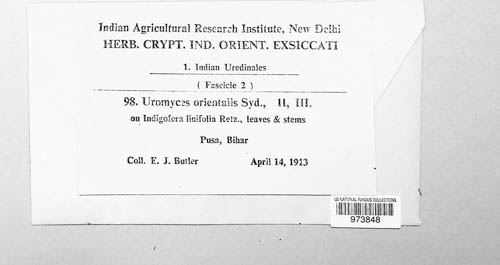 Indian Agricultural Research Institute, New Delhi
HERB. CRYPT. IND. ORIENT. EXSICCATI
1. Indian Uredinales
( Fascicle 2 )
98. Uromyces orientalis Syd., II, III.
on Indigofera linifolia Retz., leaves & stems
Pusa, Bihar
Coll. E. J. Butler April 14, 1913
US NATIONAL FUNGUS COLLECTIONS
973848